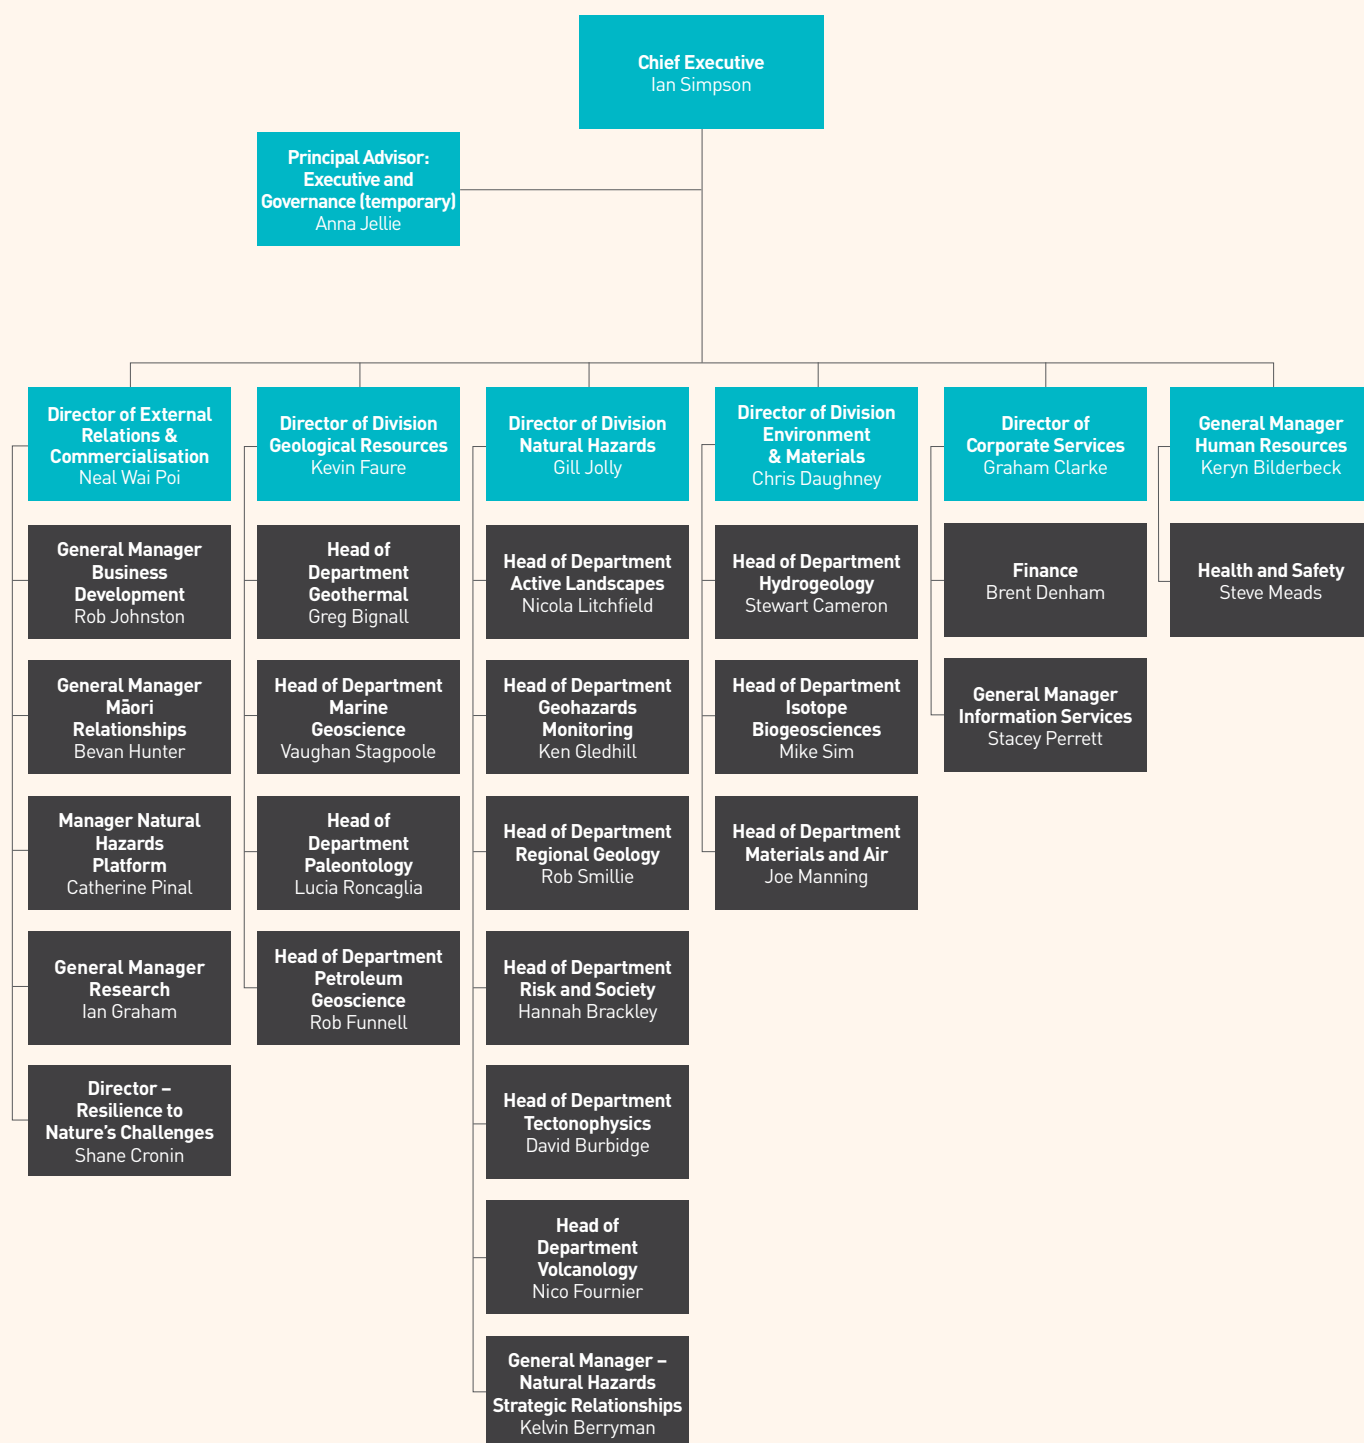 Chief Executive
Ian Simpson
Principal Advisor:
Executive and
Governance (temporary)
Anna Jellie
Director of External
Relations &
Commercialisation
Neal Wai Poi
General Manager
Business
Development
Rob Johnston
General Manager
Māori
Relationships
Bevan Hunter
Manager Natural
Hazards
Platform
Catherine Pinal
General Manager
Research
Ian Graham
Director –
Resilience to
Nature’s Challenges
Shane Cronin
Director of Division
Geological Resources
Kevin Faure
Head of
Department
Geothermal
Greg Bignall
Head of Department
Marine
Geoscience
Vaughan Stagpoole
Head of
Department
Paleontology
Lucia Roncaglia
Head of Department
Petroleum
Geoscience
Rob Funnell
Director of Division
Natural Hazards
Gill Jolly
Head of Department
Active Landscapes
Nicola Litchfield
Head of Department
Geohazards
Monitoring
Ken Gledhill
Head of Department
Regional Geology
Rob Smillie
Head of Department
Risk and Society
Hannah Brackley
Head of Department
Tectonophysics
David Burbidge
Head of
Department
Volcanology
Nico Fournier
General Manager –
Natural Hazards
Strategic Relationships
Kelvin Berryman
Director of Division
Environment
& Materials
Chris Daughney
Head of Department
Hydrogeology
Stewart Cameron
Head of Department
Isotope
Biogeosciences
Mike Sim
Head of Department
Materials and Air
Joe Manning
Director of
Corporate Services
Graham Clarke
Finance
Brent Denham
General Manager
Information Services
Stacey Perrett
General Manager
Human Resources
Keryn Bilderbeck
Health and Safety
Steve Meads